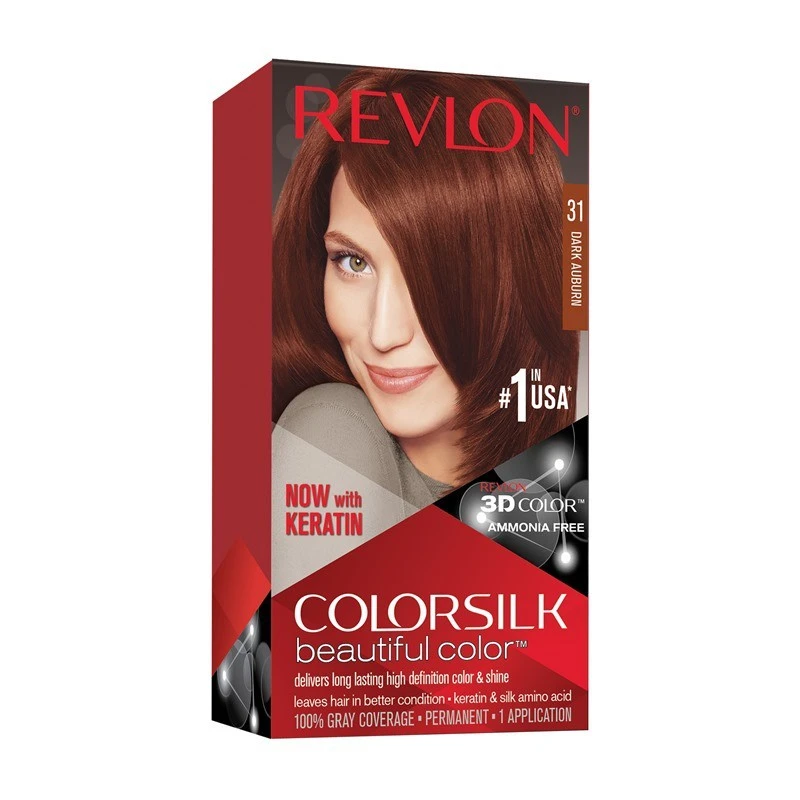 REVLON®
31
DARK AUBURN
#1 IN USA*
NOW with
KERATIN
REVLON
3D COLOR™
AMMONIA FREE
COLORSILK
beautiful color™
delivers long lasting high definition color & shine
leaves hair in better condition • keratin & silk amino acid
100% GRAY COVERAGE • PERMANENT • 1 APPLICATION